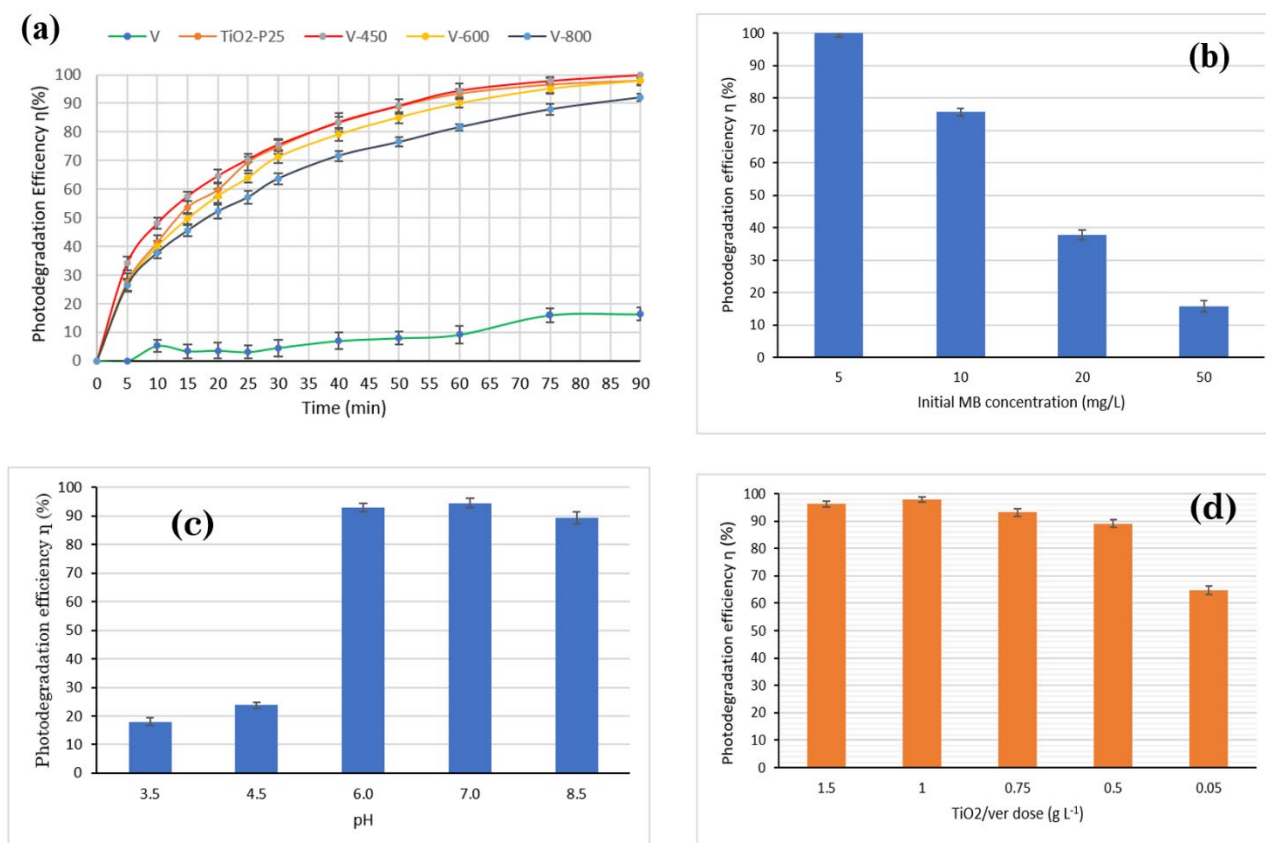 (a)
V TiO2-P25 V-450 V-600 V-800
Photodegradation Efficency η(%)
100
90
80
70
60
50
40
30
20
10
0
0 5 10 15 20 25 30 35 40 45 50 55 60 65 70 75 80 85 90
Time (min)
(b)
Photodegradation efficiency η (%)
100
90
80
70
60
50
40
30
20
10
0
5 10 20 50
Initial MB concentration (mg/L)
(c)
Photodegradation efficiency η (%)
100
90
80
70
60
50
40
30
20
10
0
3.5 4.5 6.0 7.0 8.5
pH
(d)
Photodegradation efficiency η (%)
100
90
80
70
60
50
40
30
20
10
0
1.5 1 0.75 0.5 0.05
TiO2/ver dose (g L⁻¹)